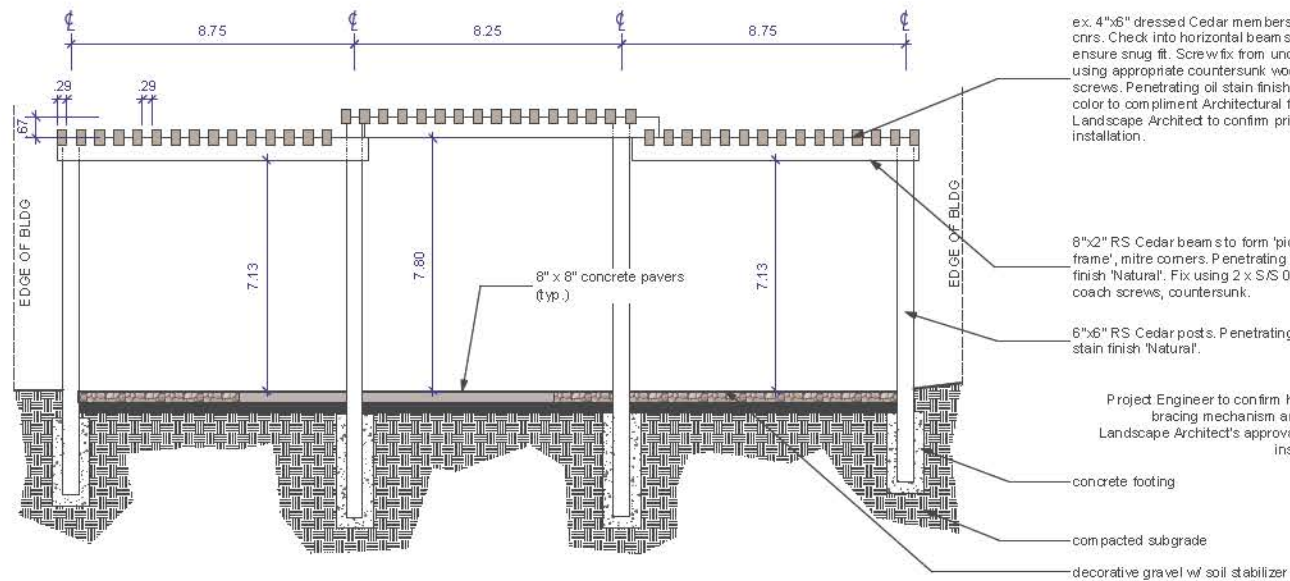 ℄ ℄ ℄ ℄
8.75 8.25 8.75
.29 .29
.67
EDGE OF BLDG
7.13
7.80
7.13
8" x 8" concrete pavers
(typ.)
EDGE OF BLDG
ex. 4"x6" dressed Cedar members
cnrs. Check into horizontal beams
ensure snug fit. Screw fix from
using appropriate countersunk
screws. Penetrating oil stain finish
color to compliment Architectural
Landscape Architect to confirm
installation.
8"x2" RS Cedar beams to form
frame', mitre corners. Penetrating
finish 'Natural'. Fix using 2 x S/S
coach screws, countersunk.
6"x6" RS Cedar posts. Penetrating
stain finish 'Natural'.
Project Engineer to confirm
bracing mechanism
Landscape Architect's
concrete footing
compacted subgrade
decorative gravel w/ soil stabilizer